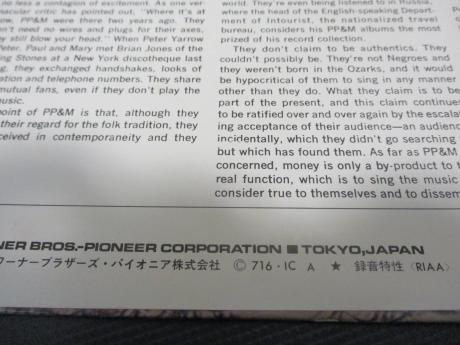 no less a contagion of excitement. As one ver-
tacular critic has pointed out, "Where it's at
now, PP&M were there two years ago. They
n't need no wires and plugs for their axes,
ey still blow your head." When Peter Yarrow
Peter, Paul and Mary met Brian Jones of the
ing Stones at a New York discotheque last
g, they exchanged handshakes, looks of
ation and telephone numbers. They share
mutual fans, even if they don't play the
usic.
point of PP&M is that, although they
their regard for the folk tradition, they
ceived in contemporaneity and they
world. They're even being listened to in Russia.
The head of the English-speaking Depart-
ment of Intourist, the nationalized travel
bureau, considers his PP&M albums the most
prized of his record collection.
They don't claim to be authentics. They
couldn't possibly be. They're not Negroes and
they weren't born in the Ozarks, and it would
be hypocritical of them to sing in any manner
other than they do. What they claim is to be
part of the present, and this claim continues
to be ratified over and over again by the escalat-
ing acceptance of their audience—an audienc
incidentally, which they didn't go searching
but which has found them. As far as PP&M
concerned, money is only a by-product to t
real function, which is to sing the music
consider true to themselves and to dissem
NER BROS.-PIONEER CORPORATION ■ TOKYO, JAPAN
ワーナーブラザーズ・パイオニア株式会社 © 716・IC A ★ 録音特性〈RIAA〉